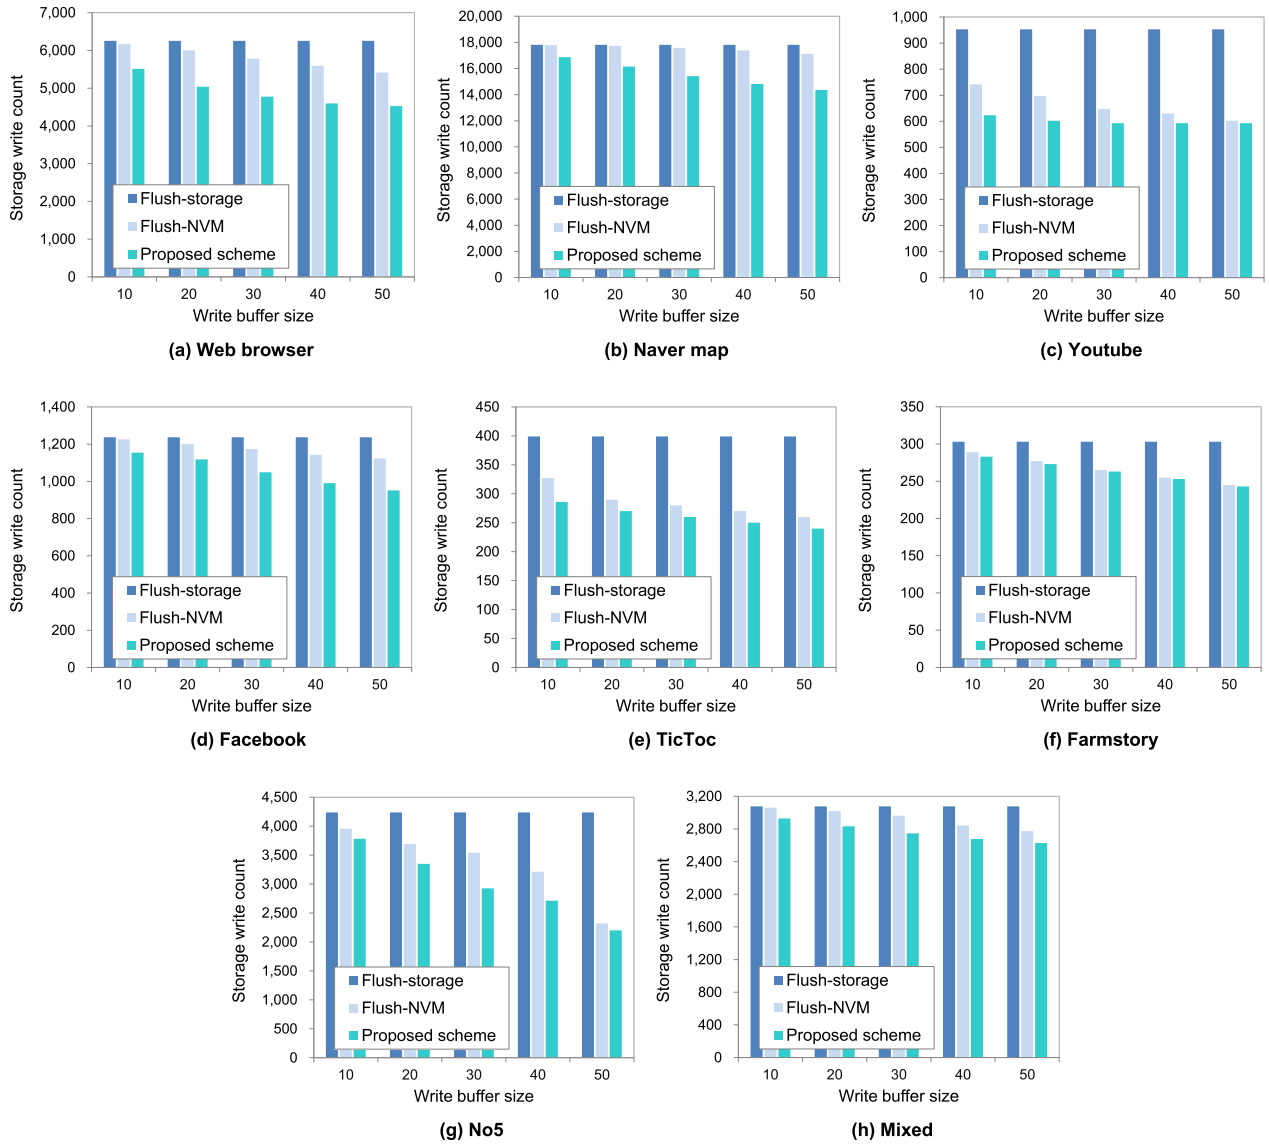 7,000
6,000
5,000
4,000
3,000
2,000
1,000
0
Storage write count
Flush-storage
Flush-NVM
Proposed scheme
10 20 30 40 50
Write buffer size
(a) Web browser
20,000
18,000
16,000
14,000
12,000
10,000
8,000
6,000
4,000
2,000
0
Storage write count
Flush-storage
Flush-NVM
Proposed scheme
10 20 30 40 50
Write buffer size
(b) Naver map
1,000
900
800
700
600
500
400
300
200
100
0
Storage write count
Flush-storage
Flush-NVM
Proposed scheme
10 20 30 40 50
Write buffer size
(c) Youtube
1,400
1,200
1,000
800
600
400
200
0
Storage write count
Flush-storage
Flush-NVM
Proposed scheme
10 20 30 40 50
Write buffer size
(d) Facebook
450
400
350
300
250
200
150
100
50
0
Storage write count
Flush-storage
Flush-NVM
Proposed scheme
10 20 30 40 50
Write buffer size
(e) TicToc
350
300
250
200
150
100
50
0
Storage write count
Flush-storage
Flush-NVM
Proposed scheme
10 20 30 40 50
Write buffer size
(f) Farmstory
4,500
4,000
3,500
3,000
2,500
2,000
1,500
1,000
500
0
Storage write count
Flush-storage
Flush-NVM
Proposed scheme
10 20 30 40 50
Write buffer size
(g) No5
3,200
2,800
2,400
2,000
1,600
1,200
800
400
0
Storage write count
Flush-storage
Flush-NVM
Proposed scheme
10 20 30 40 50
Write buffer size
(h) Mixed